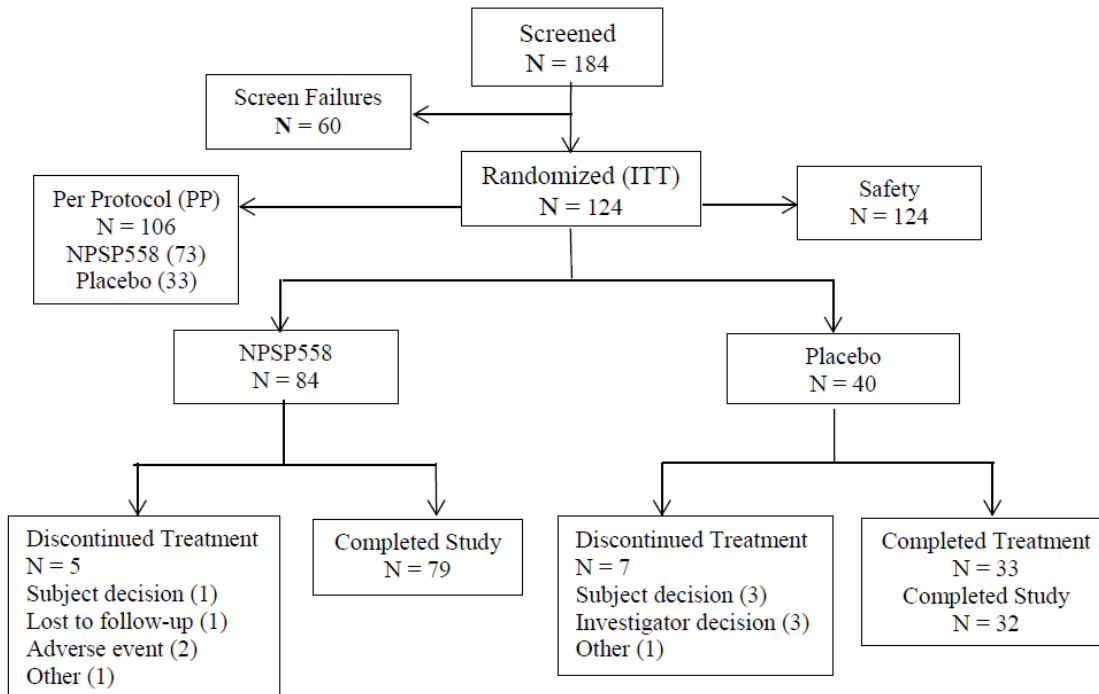 Screened
N = 184
Screen Failures
N = 60
Randomized (ITT)
N = 124
Per Protocol (PP)
N = 106
NPSP558 (73)
Placebo (33)
Safety
N = 124
NPSP558
N = 84
Placebo
N = 40
Discontinued Treatment
N = 5
Subject decision (1)
Lost to follow-up (1)
Adverse event (2)
Other (1)
Completed Study
N = 79
Discontinued Treatment
N = 7
Subject decision (3)
Investigator decision (3)
Other (1)
Completed Treatment
N = 33
Completed Study
N = 32